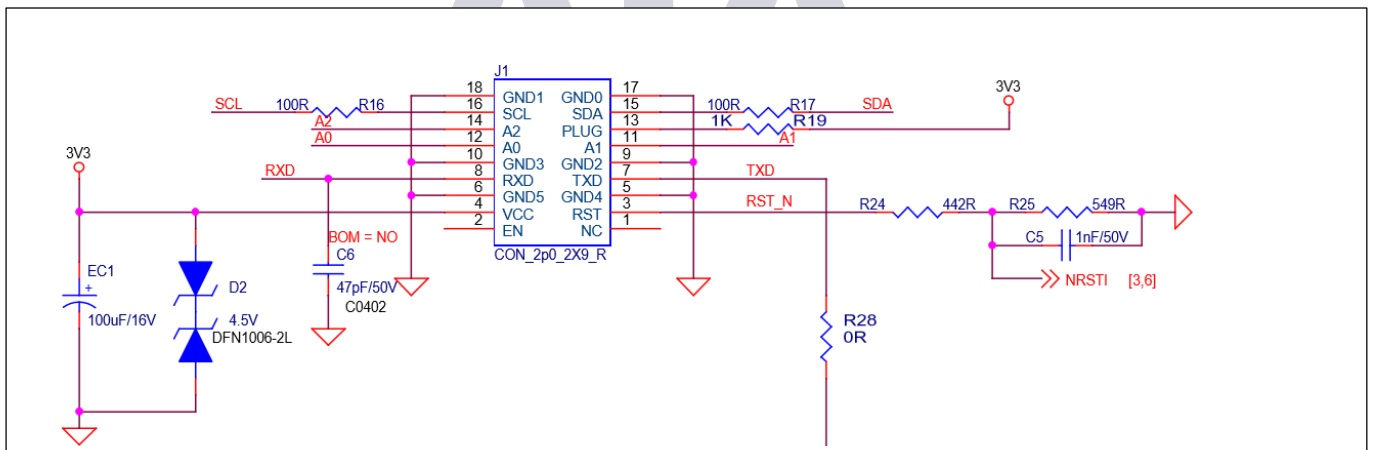 J1
18 GND1 GND0 17
SCL 100R R16 16 SCL SDA 15 100R R17 SDA 3V3
A2 14 A2 PLUG 13 1K R19
A0 12 A0 A1 11 A1
3V3 10 GND3 GND2 9
RXD 8 RXD TXD 7 TXD
6 GND5 GND4 5
4 VCC RST 3 RST_N R24 442R R25 549R
2 EN NC 1
BOM = NO CON_2p0_2X9_R C5 1nF/50V
C6
EC1 + D2 47pF/50V NRSTI [3,6]
C0402
100uF/16V 4.5V R28
DFN1006-2L 0R